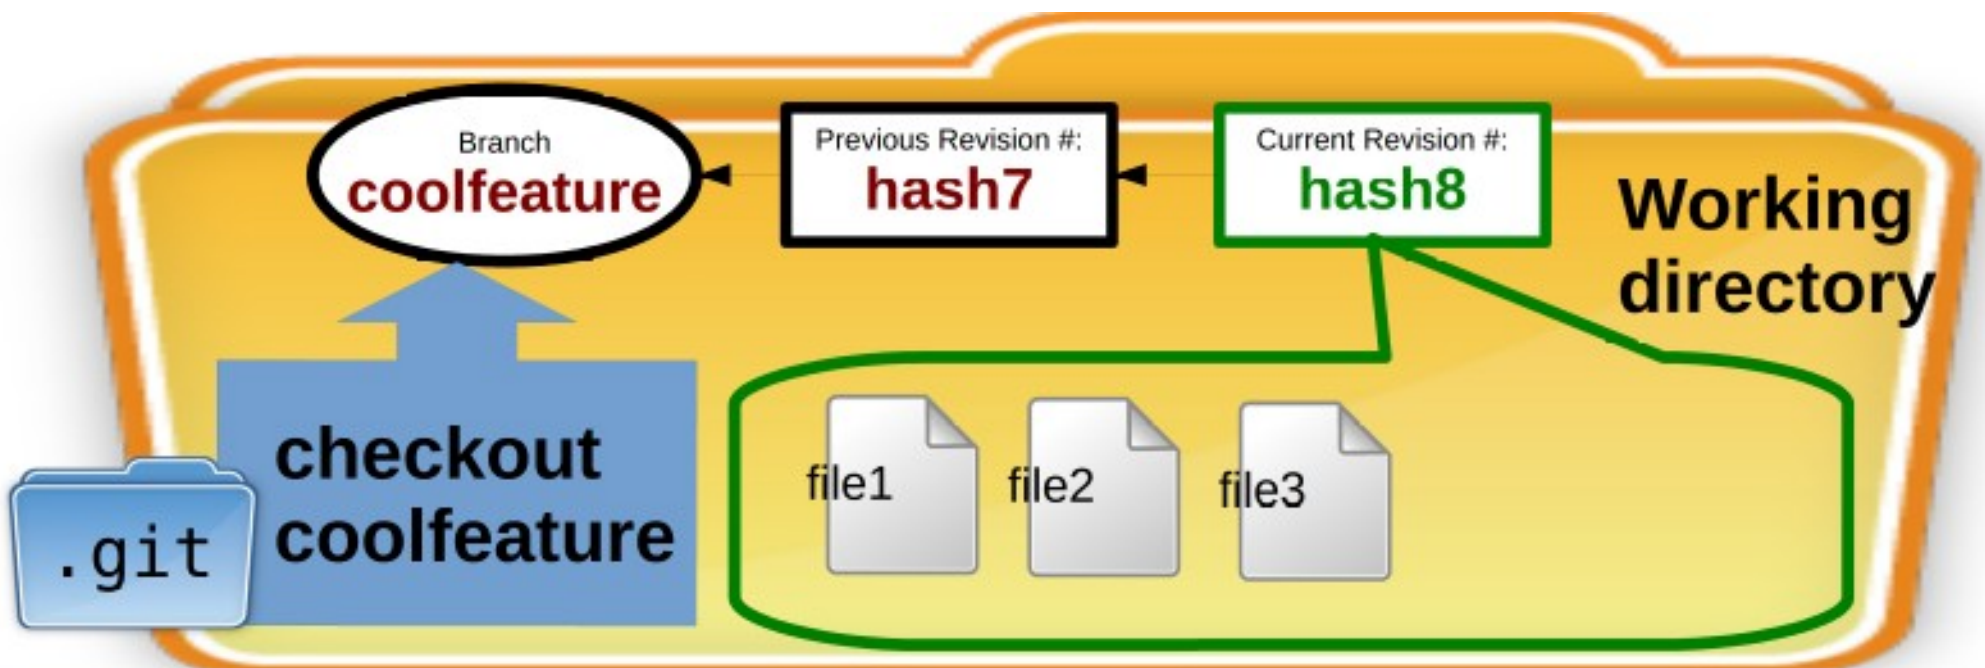 Branch
coolfeature
Previous Revision #:
hash7
Current Revision #:
hash8
Working
directory
checkout
coolfeature
.git
file1
file2
file3